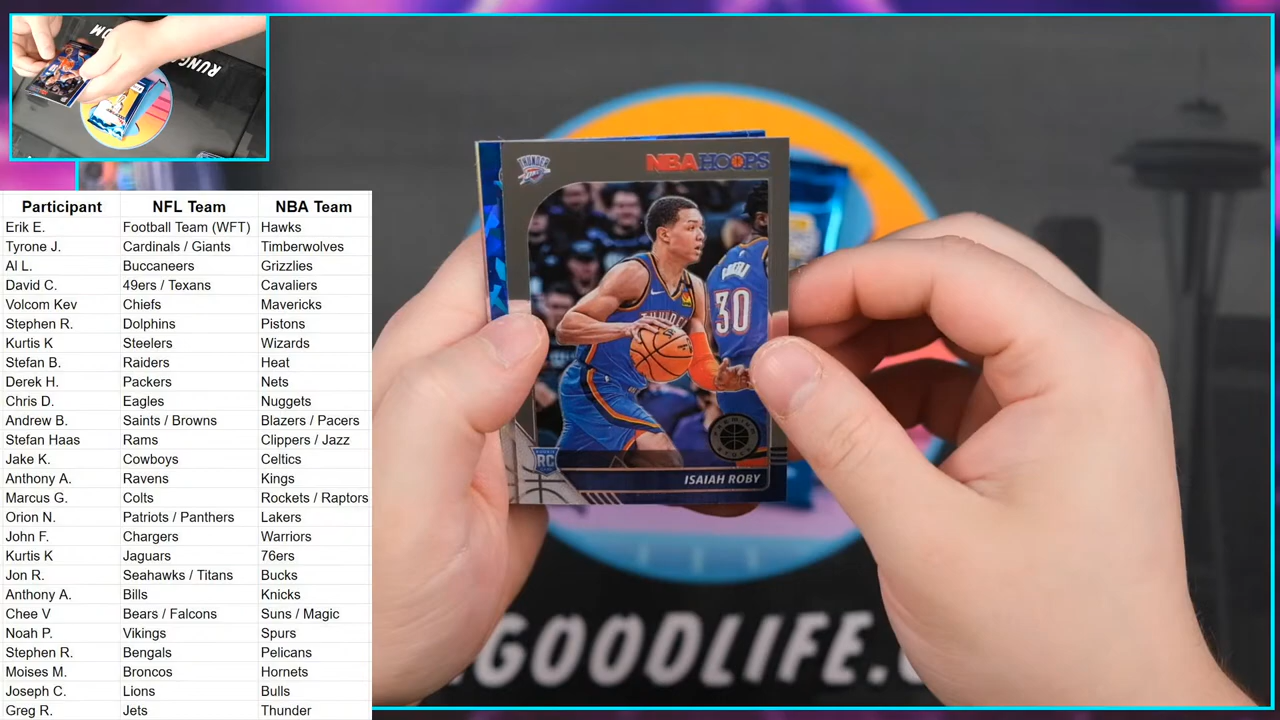 RUNGOOD
OM
Participant NFL Team NBA Team
Erik E. Football Team (WFT) Hawks
Tyrone J. Cardinals / Giants Timberwolves
Al L. Buccaneers Grizzlies
David C. 49ers / Texans Cavaliers
Volcom Kev Chiefs Mavericks
Stephen R. Dolphins Pistons
Kurtis K Steelers Wizards
Stefan B. Raiders Heat
Derek H. Packers Nets
Chris D. Eagles Nuggets
Andrew B. Saints / Browns Blazers / Pacers
Stefan Haas Rams Clippers / Jazz
Jake K. Cowboys Celtics
Anthony A. Ravens Kings
Marcus G. Colts Rockets / Raptors
Orion N. Patriots / Panthers Lakers
John F. Chargers Warriors
Kurtis K Jaguars 76ers
Jon R. Seahawks / Titans Bucks
Anthony A. Bills Knicks
Chee V Bears / Falcons Suns / Magic
Noah P. Vikings Spurs
Stephen R. Bengals Pelicans
Moises M. Broncos Hornets
Joseph C. Lions Bulls
Greg R. Jets Thunder
THUNDER
NBA HOOPS
30
THUNDER
RC
ISAIAH ROBY
GOODLIFE.